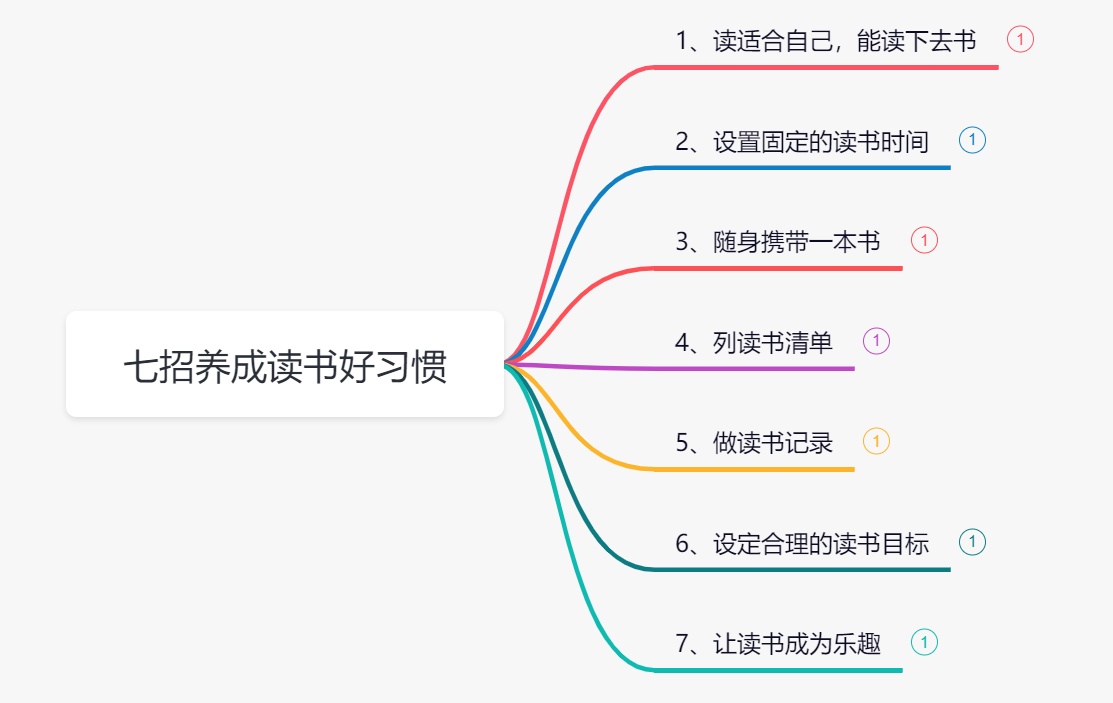 七招养成读书好习惯
1、读适合自己，能读下去书 1
2、设置固定的读书时间 1
3、随身携带一本书 1
4、列读书清单 1
5、做读书记录 1
6、设定合理的读书目标 1
7、让读书成为乐趣 1